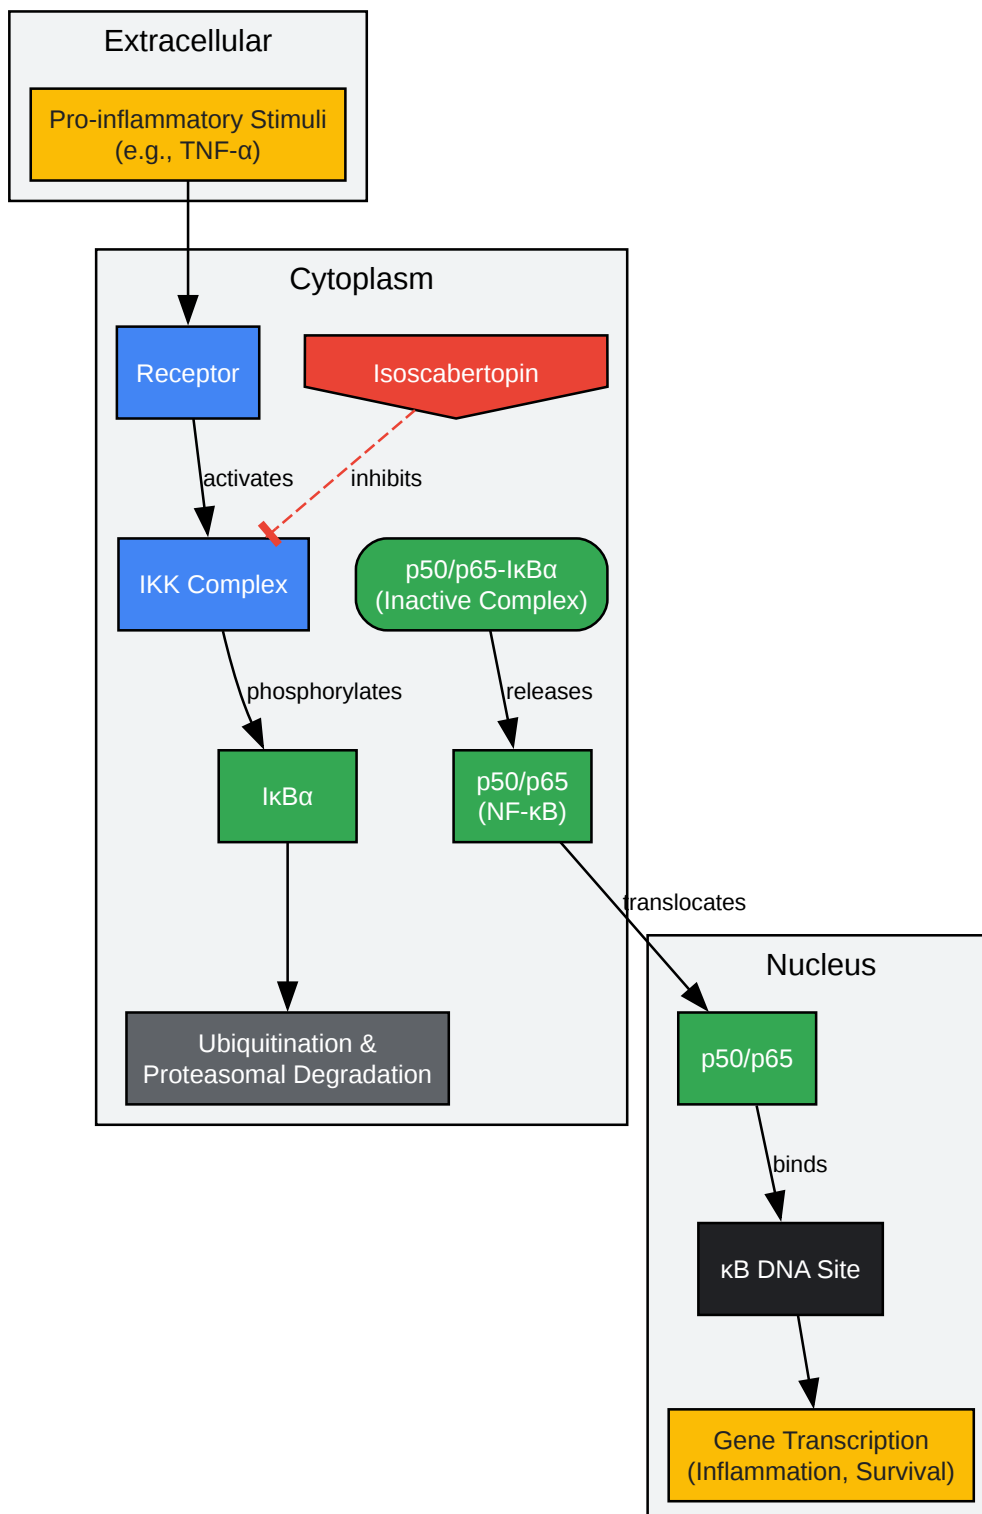 Extracellular
Pro-inflammatory Stimuli
(e.g., TNF-α)
Cytoplasm
Receptor
Isoscabertopin
activates
inhibits
IKK Complex
p50/p65-IκBα
(Inactive Complex)
phosphorylates
releases
IκBα
p50/p65
(NF-κB)
translocates
Nucleus
Ubiquitination &
Proteasomal Degradation
p50/p65
binds
κB DNA Site
Gene Transcription
(Inflammation, Survival)